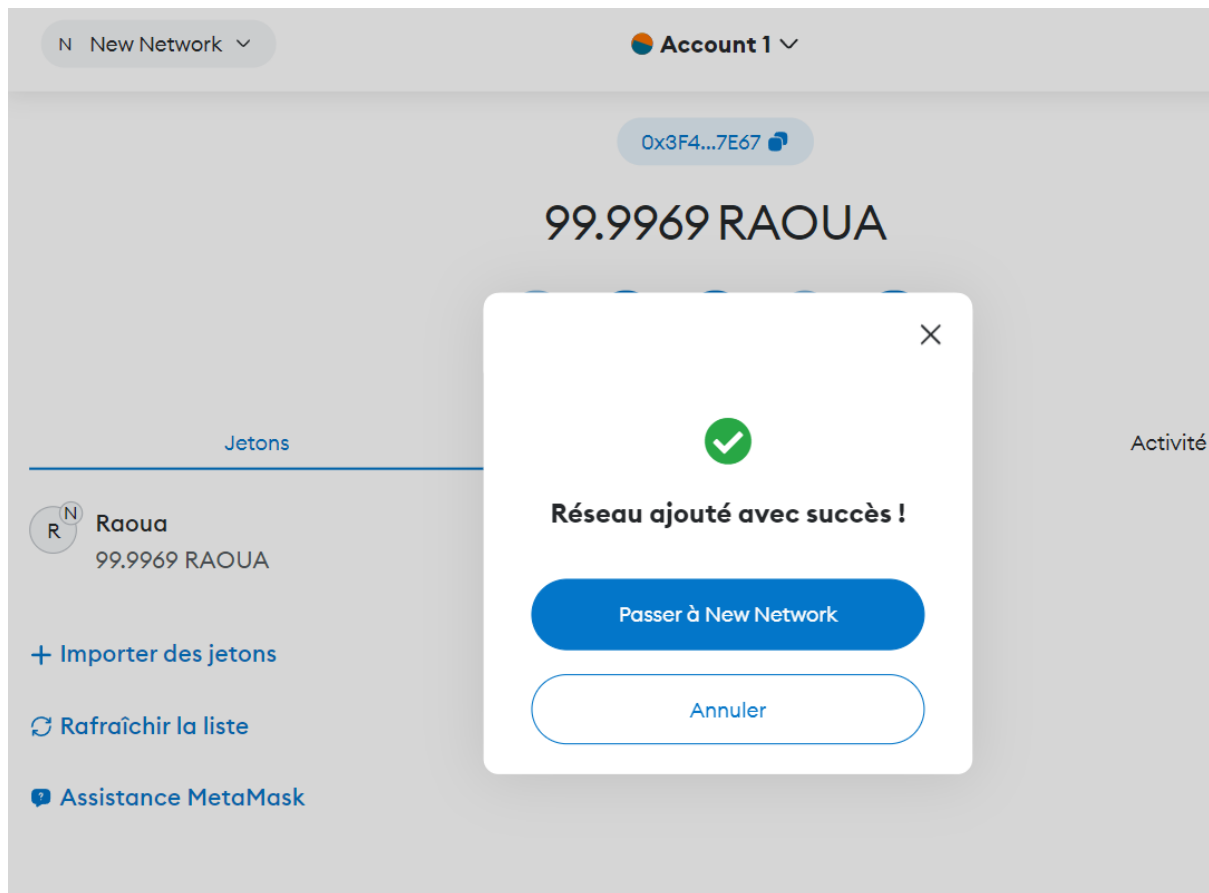 N New Network
Account 1
0x3F4...7E67
99.9969 RAOUA
Jetons
Activité
R N Raoua
99.9969 RAOUA
Réseau ajouté avec succès !
Passer à New Network
Annuler
Importer des jetons
Rafraîchir la liste
? Assistance MetaMask